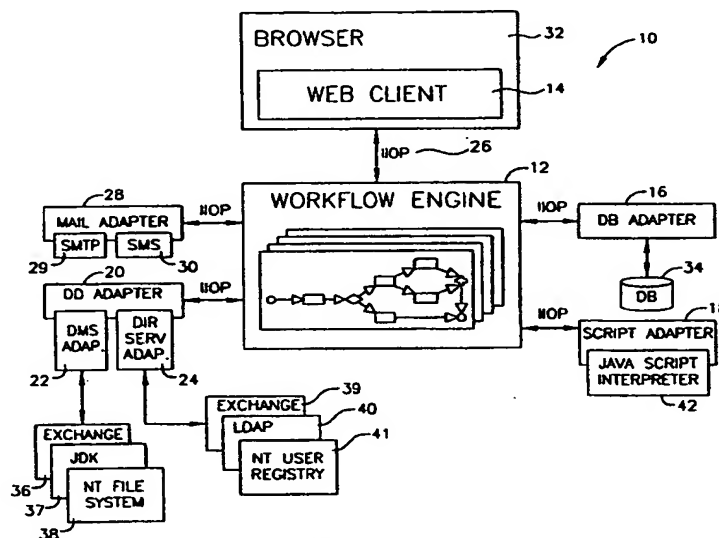 BROWSER
32
10
WEB CLIENT
14
IIOP
26
12
WORKFLOW ENGINE
28
MAIL ADAPTER
SMTP
SMS
29
30
IIOP
20
DD ADAPTER
IIOP
DMS
ADAP.
DIR
SERV
ADAP.
22
24
16
IIOP
DB ADAPTER
34
DB
IIOP
SCRIPT ADAPTER
JAVA SCRIPT
INTERPRETER
42
39
EXCHANGE
40
LDAP
41
NT USER
REGISTRY
EXCHANGE
36
JDK
37
NT FILE
SYSTEM
38